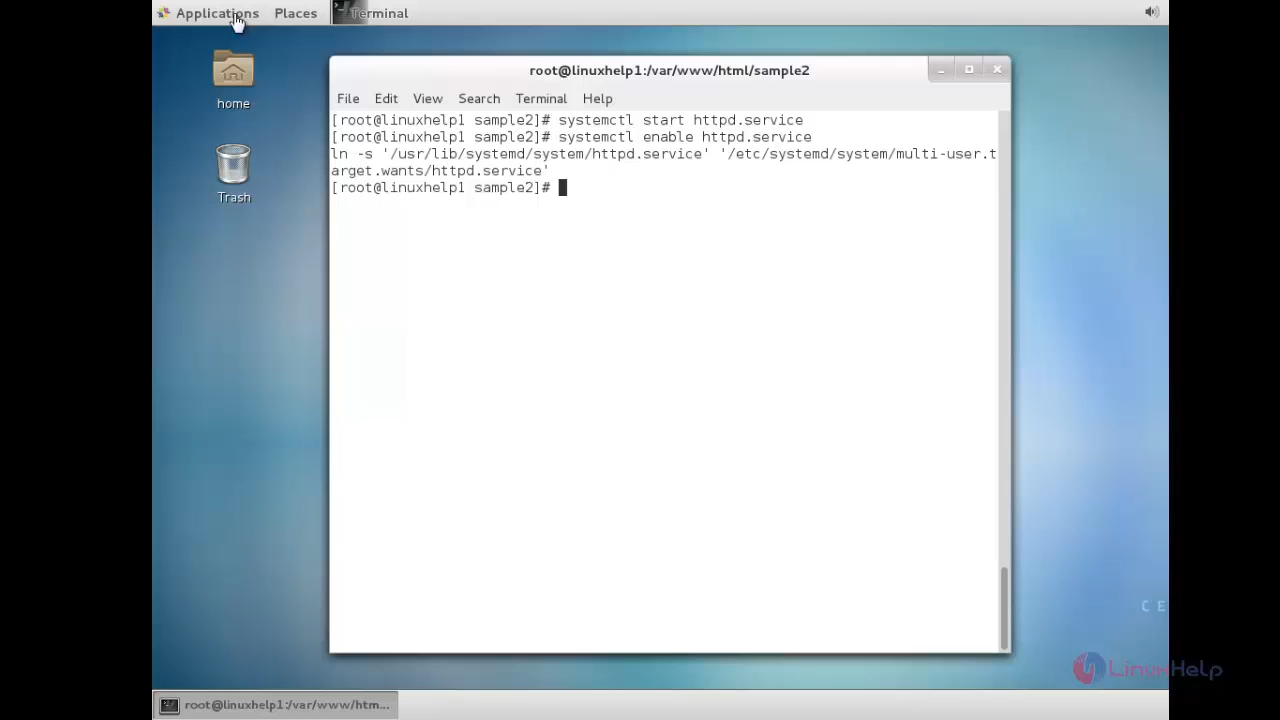 Applications Places Terminal
home
Trash
root@linuxhelp1:/var/www/html/sample2
File Edit View Search Terminal Help
[root@linuxhelp1 sample2]# systemctl start httpd.service
[root@linuxhelp1 sample2]# systemctl enable httpd.service
ln -s '/usr/lib/systemd/system/httpd.service' '/etc/systemd/system/multi-user.t
arget.wants/httpd.service'
[root@linuxhelp1 sample2]#
C E
LinuxHelp
root@linuxhelp1:/var/www/htm...